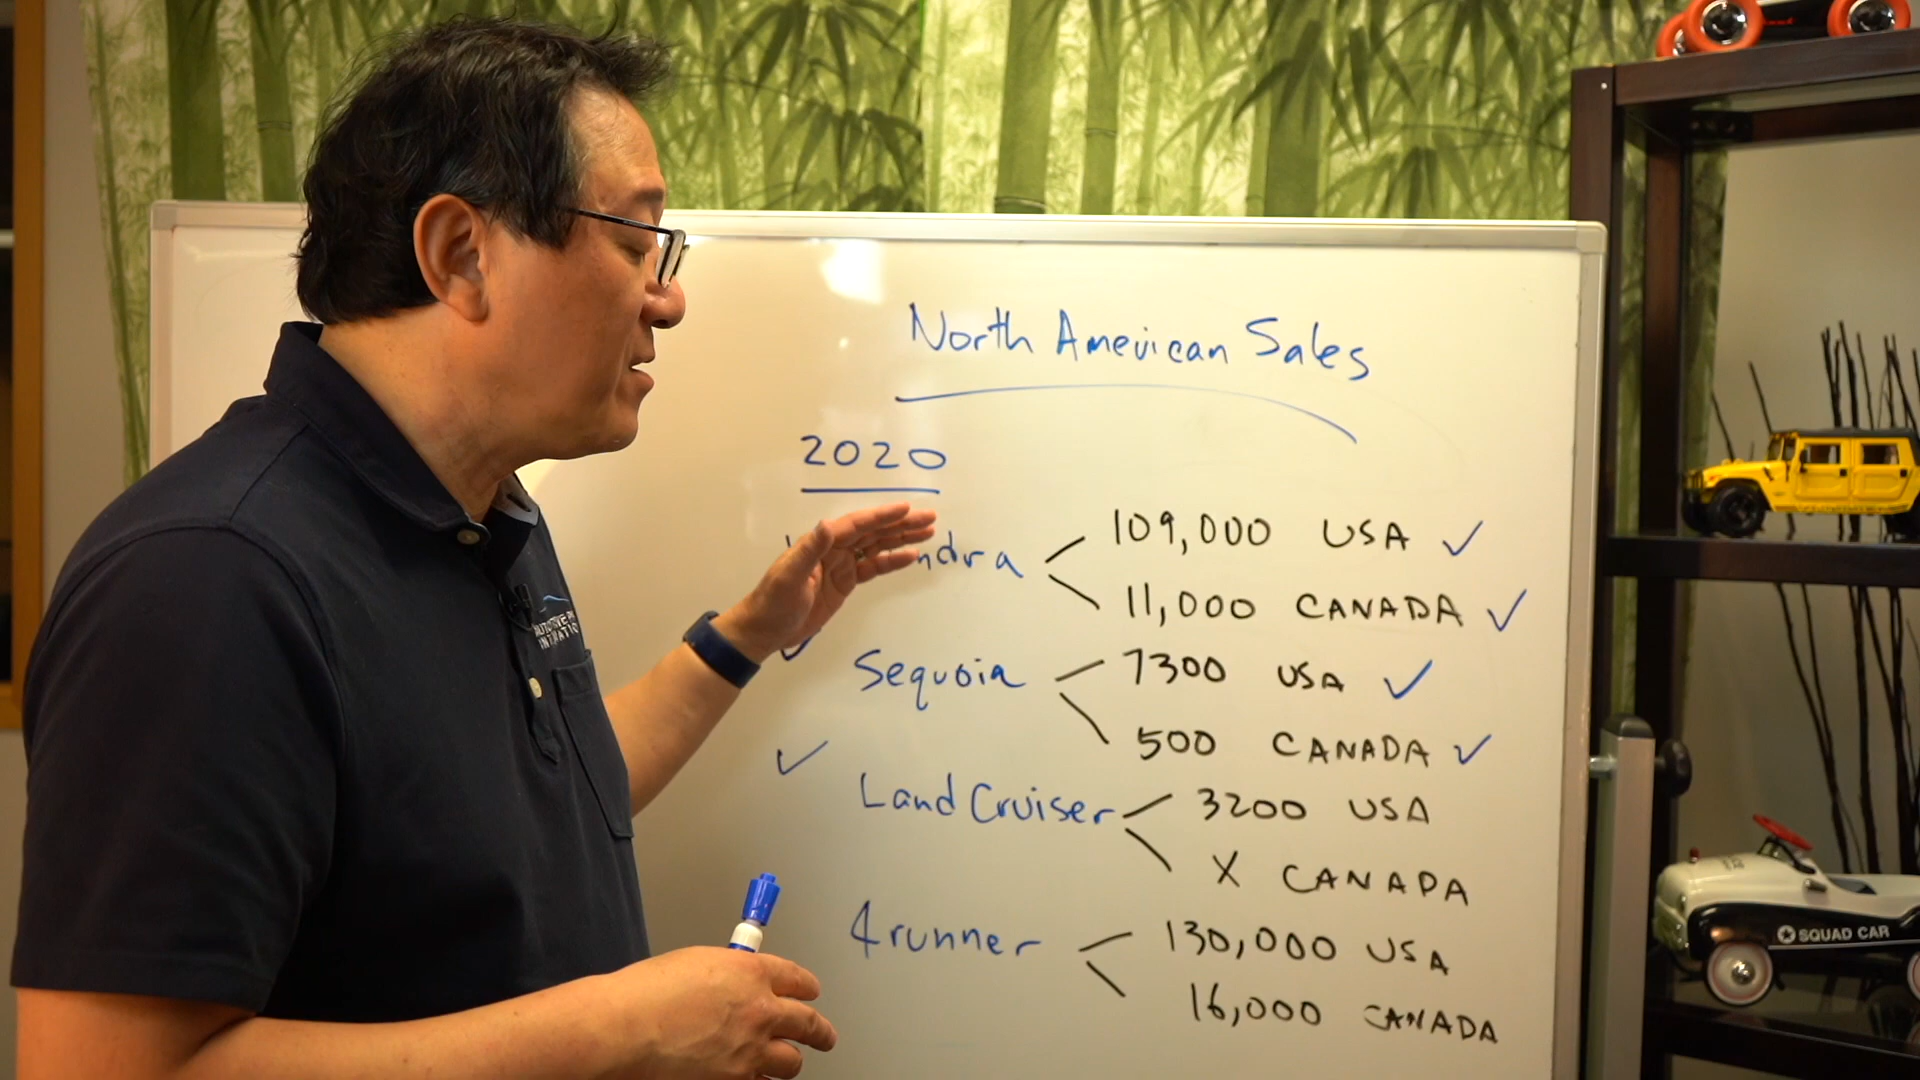 North American Sales
2020
ndra 109,000 USA ✓
11,000 CANADA ✓
✓ Sequoia 7300 USA ✓
500 CANADA ✓
✓ Land Cruiser 3200 USA
X CANADA
4runner 130,000 USA
16,000 CANADA
SQUAD CAR